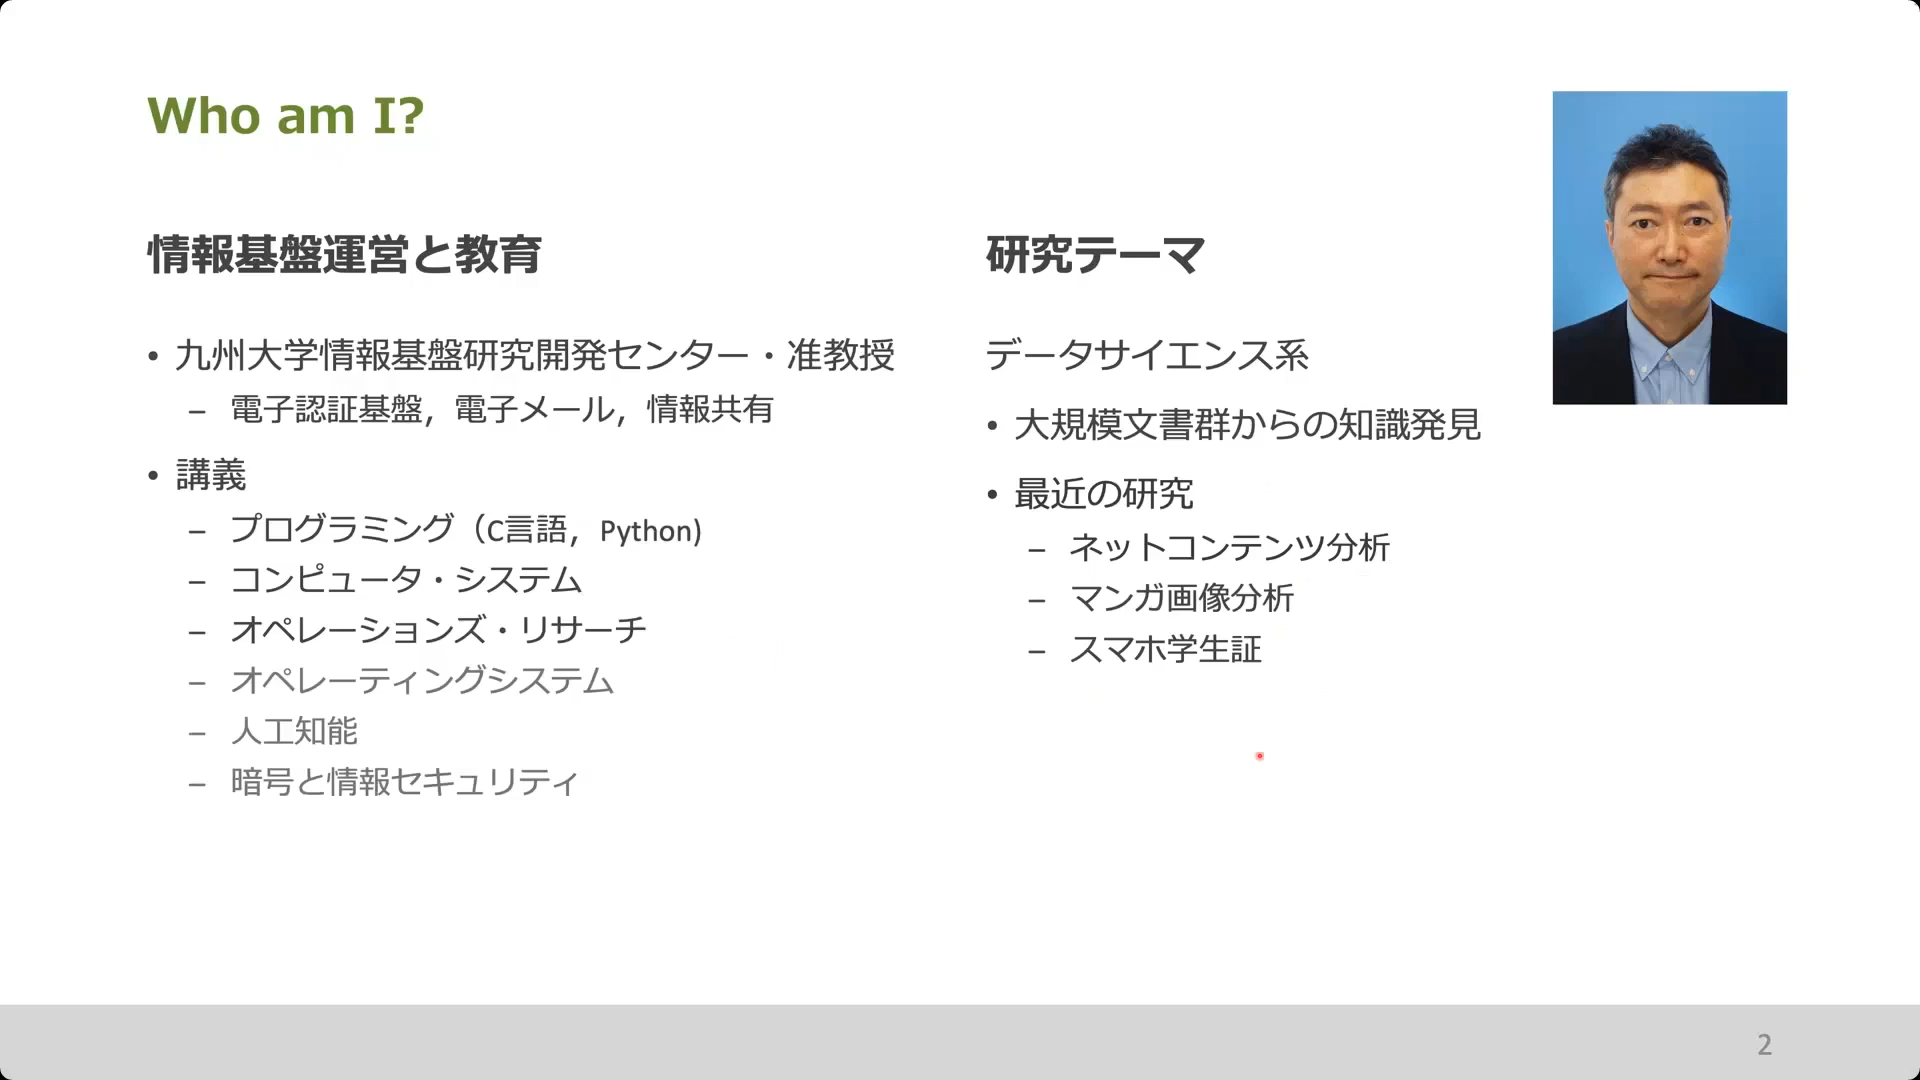 Who am I?
情報基盤運営と教育
• 九州大学情報基盤研究開発センター・准教授
– 電子認証基盤，電子メール，情報共有
• 講義
– プログラミング（C言語，Python)
– コンピュータ・システム
– オペレーションズ・リサーチ
– オペレーティングシステム
– 人工知能
– 暗号と情報セキュリティ
研究テーマ
データサイエンス系
• 大規模文書群からの知識発見
• 最近の研究
– ネットコンテンツ分析
– マンガ画像分析
– スマホ学生証
2